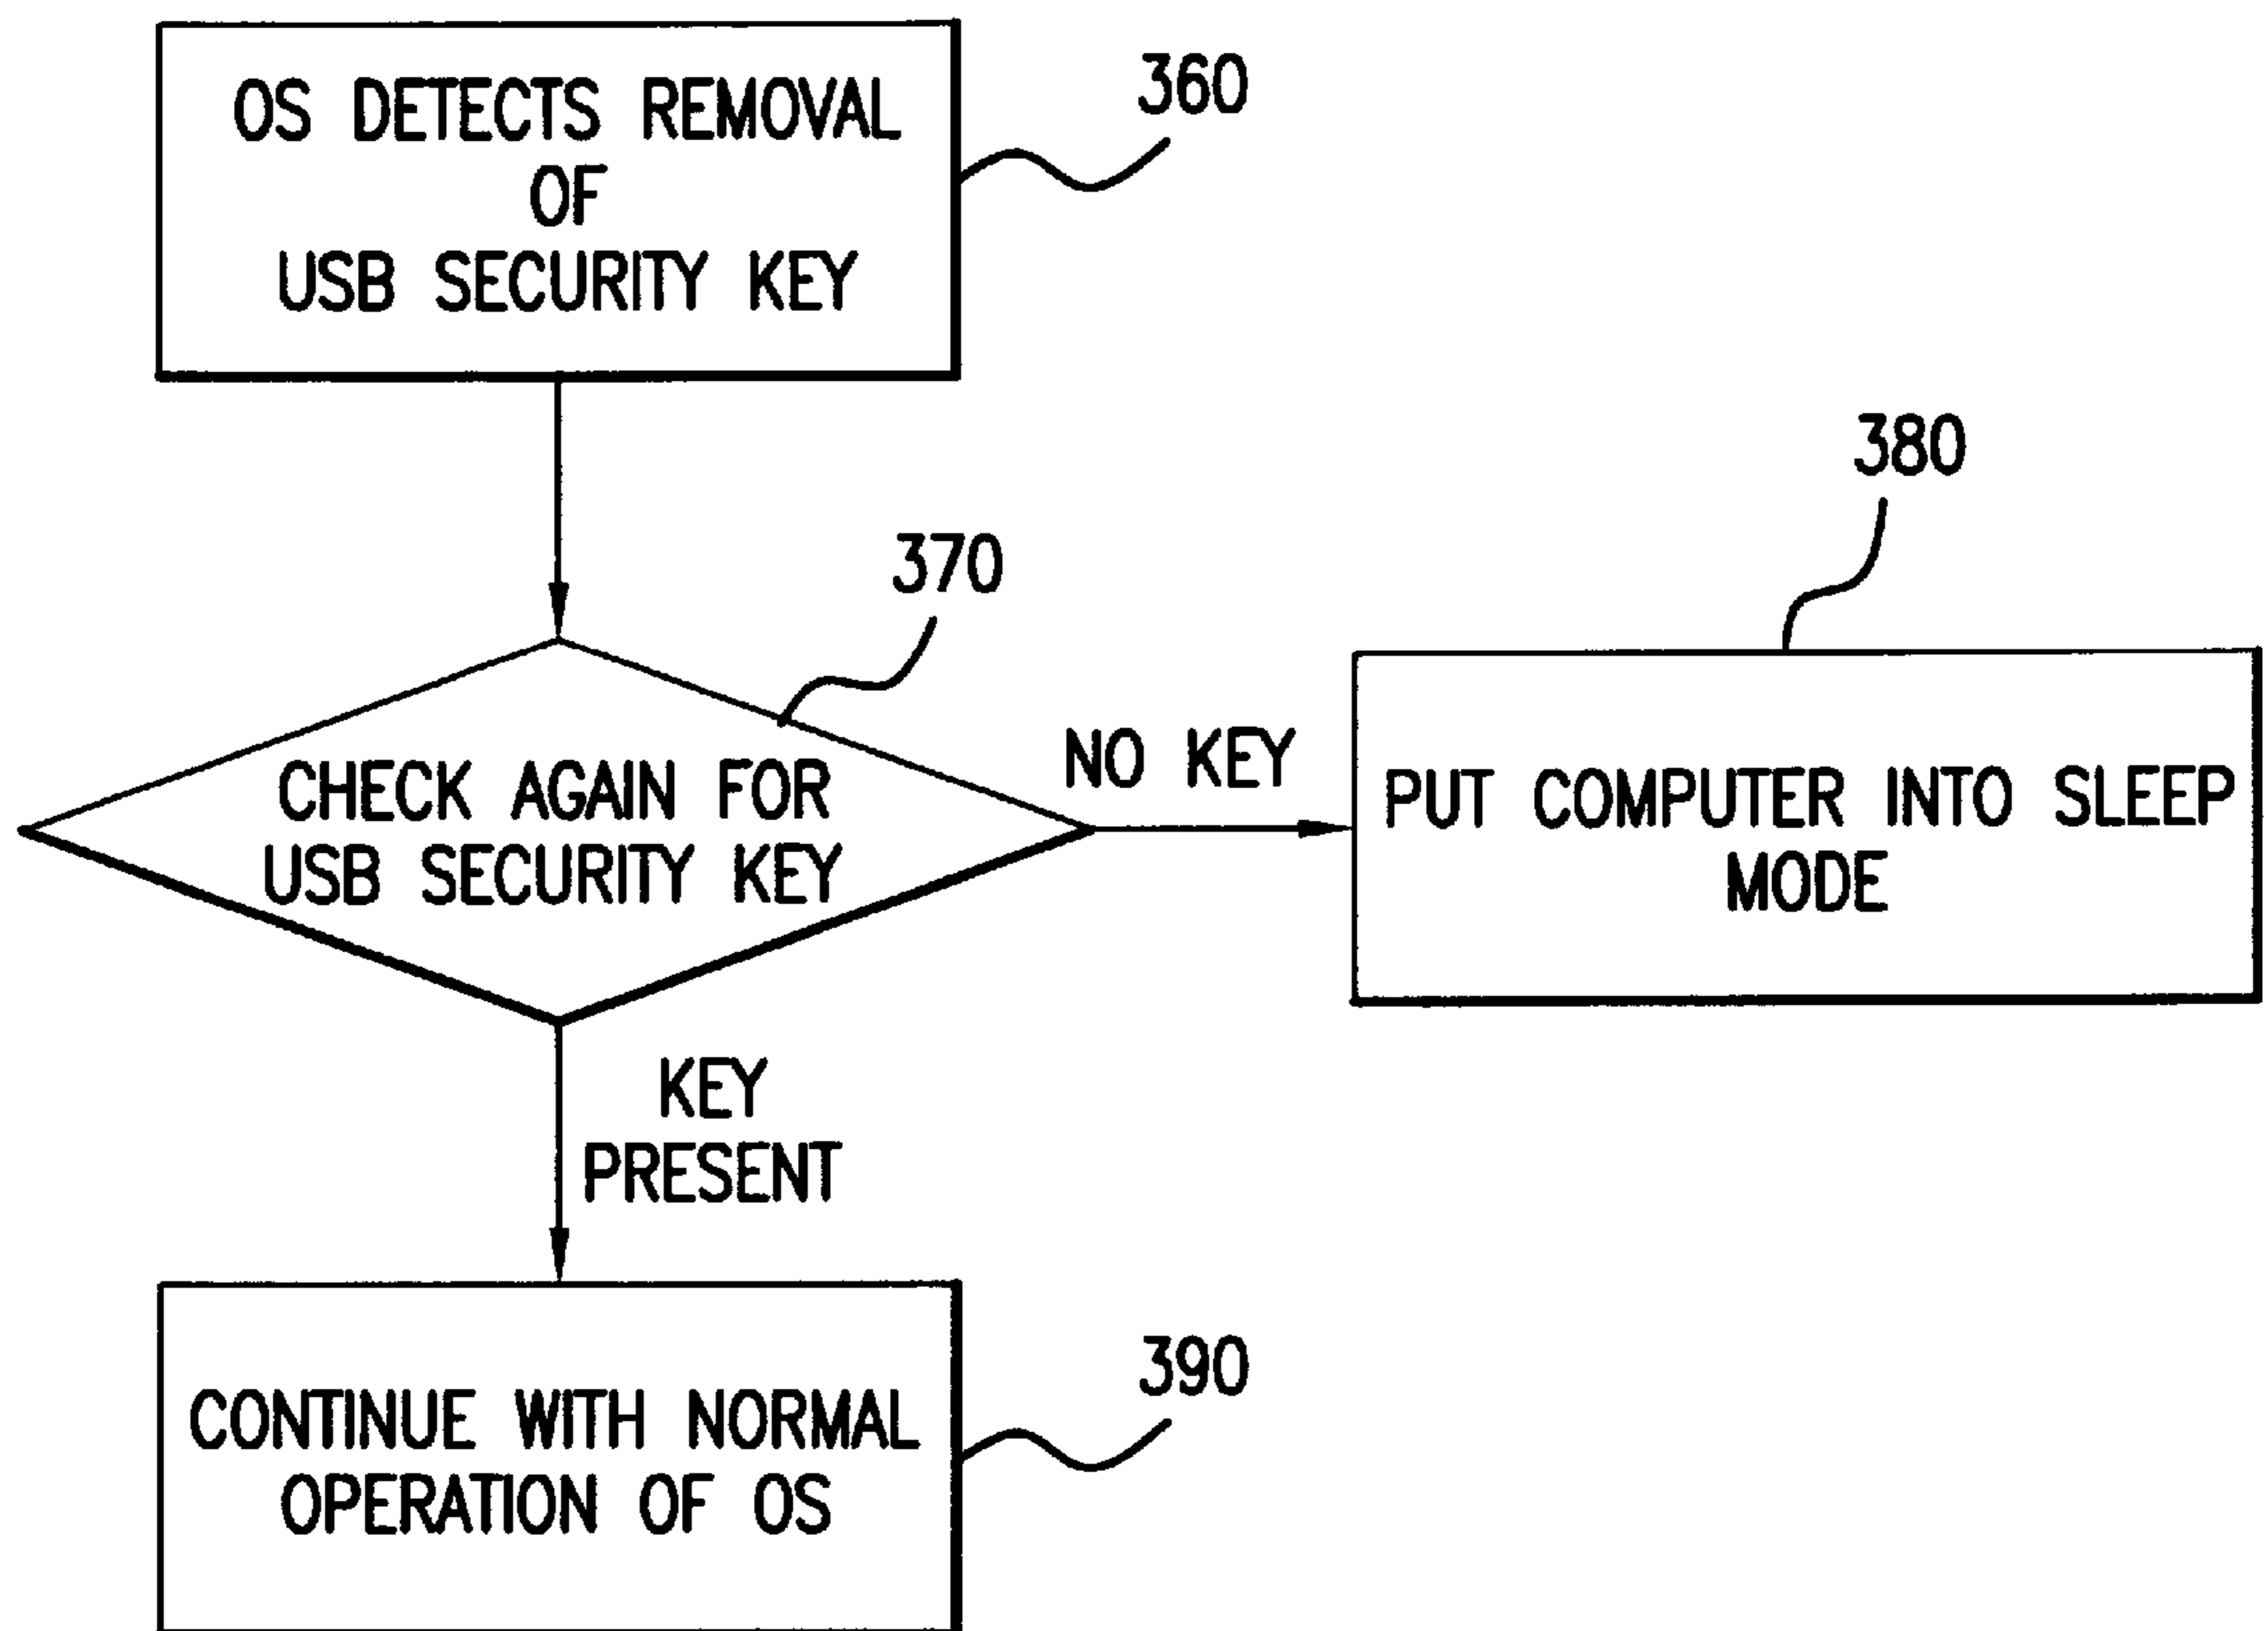 OS DETECTS REMOVAL
OF
USB SECURITY KEY
360
370
380
CHECK AGAIN FOR
USB SECURITY KEY
NO KEY
PUT COMPUTER INTO SLEEP
MODE
KEY
PRESENT
CONTINUE WITH NORMAL
OPERATION OF OS
390